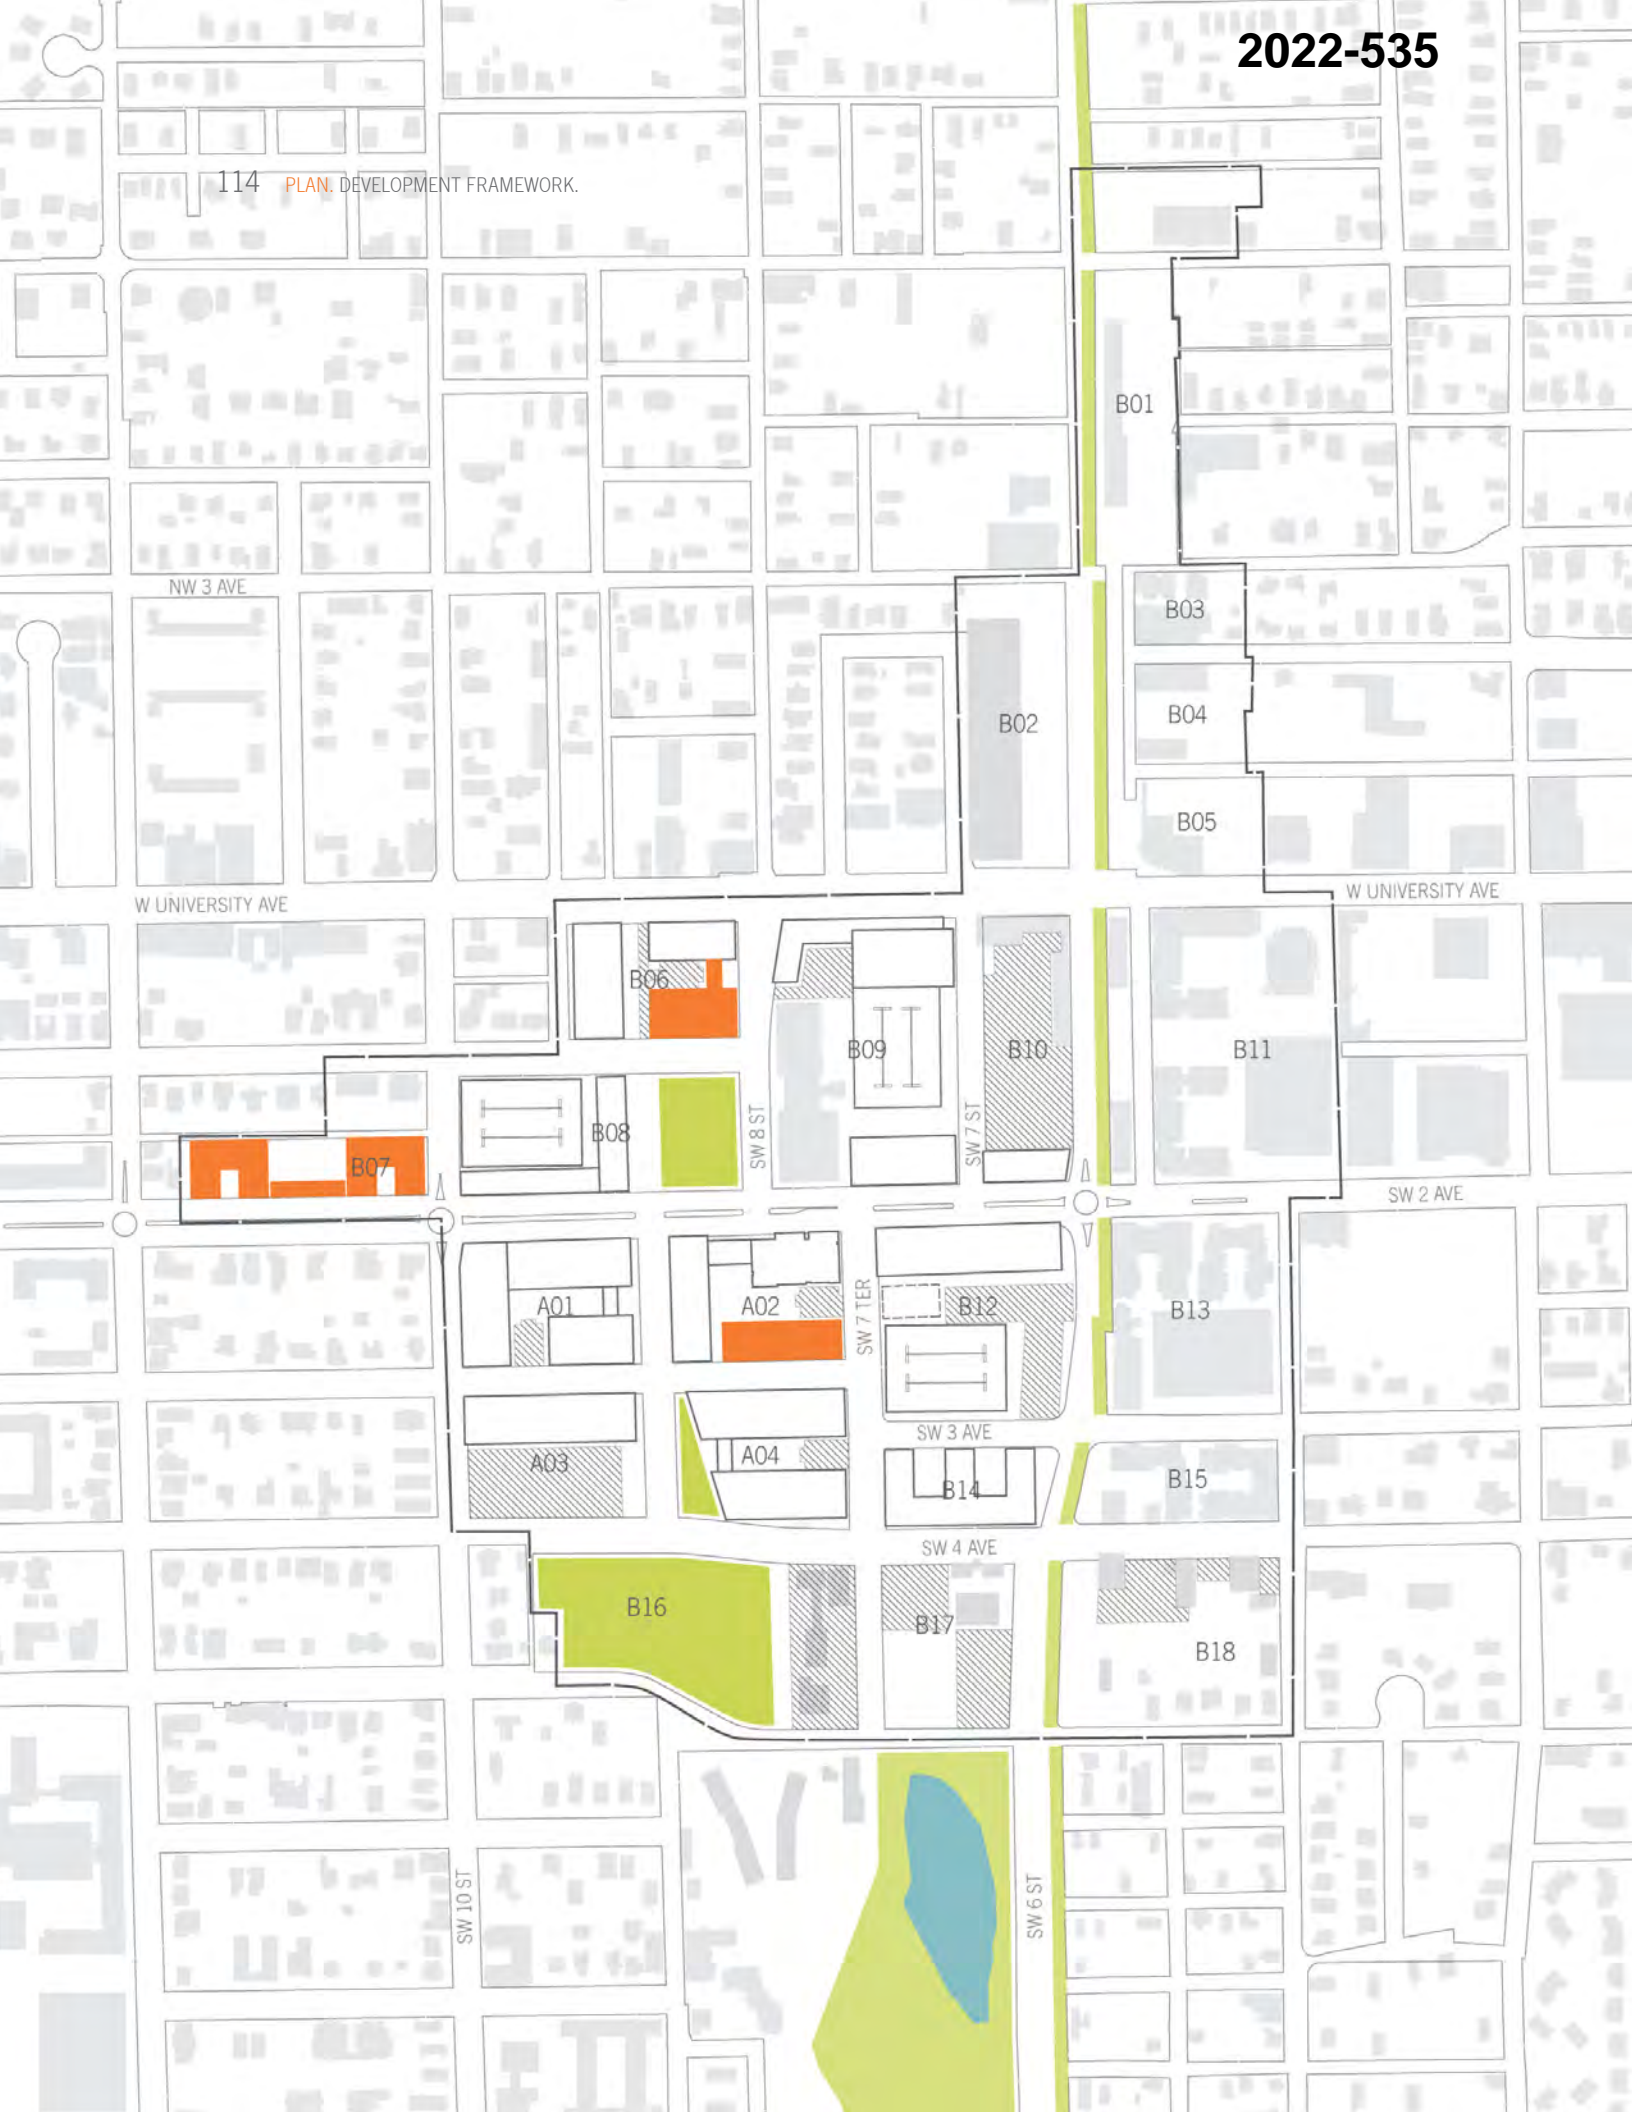 2022-535
114 PLAN. DEVELOPMENT FRAMEWORK.
B01
NW 3 AVE
B03
B04
B02
B05
W UNIVERSITY AVE
W UNIVERSITY AVE
B06
B09
B10
B11
SW 8 ST
SW 7 ST
B08
B07
SW 2 AVE
A01
A02
SW 7 TER
B12
B13
SW 3 AVE
A03
A04
B14
B15
SW 4 AVE
B16
B17
B18
SW 10 ST
SW 6 ST